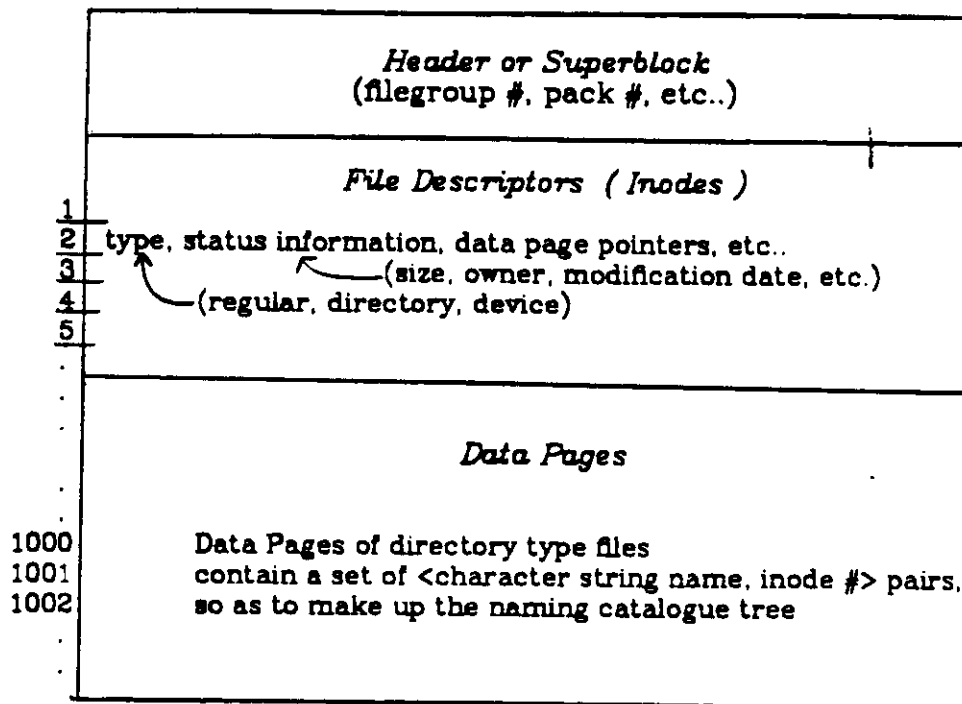 Header or Superblock
(filegroup #, pack #, etc..)
File Descriptors ( Inodes )
1
2 type, status information, data page pointers, etc..
3 (size, owner, modification date, etc.)
4 (regular, directory, device)
5
Data Pages
1000 Data Pages of directory type files
1001 contain a set of <character string name, inode #> pairs,
1002 so as to make up the naming catalogue tree